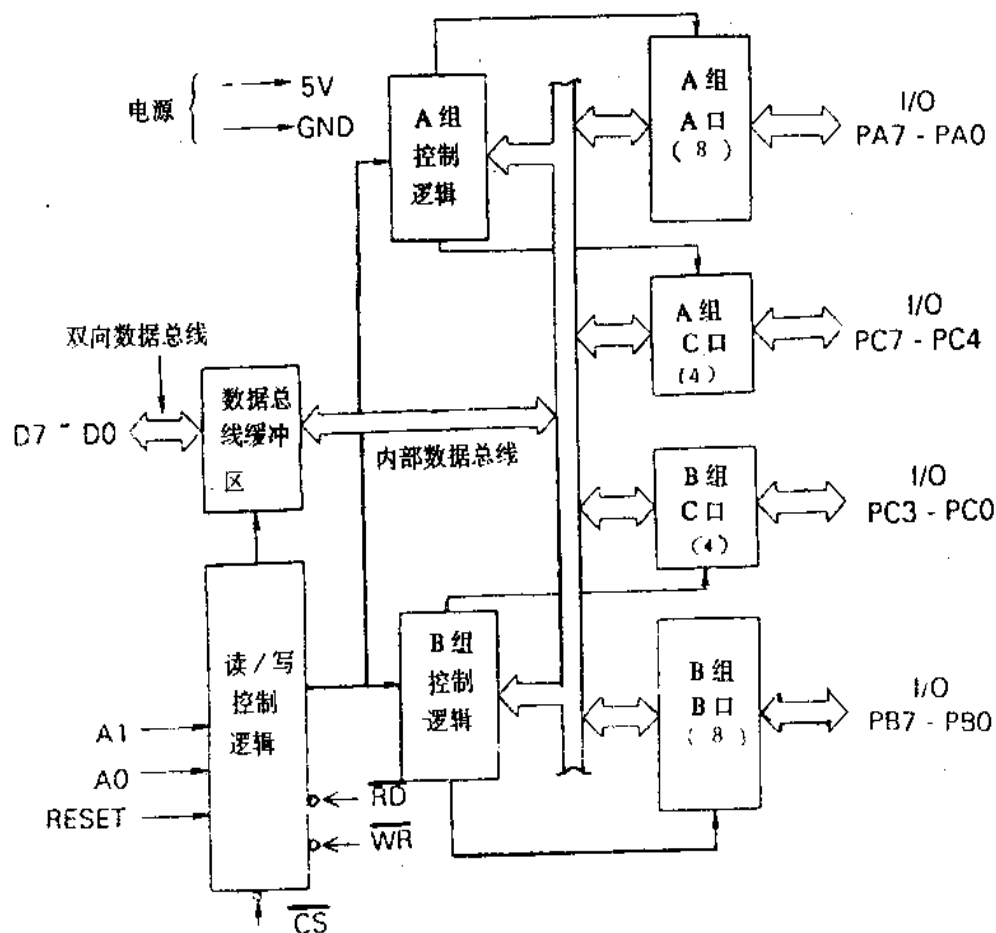 电源
5V
GND
A组
控制
逻辑
A组
A口
(8)
I/O
PA7 - PA0
A组
C口
(4)
I/O
PC7 - PC4
双向数据总线
D7 - D0
数据总
线缓冲
区
内部数据总线
B组
C口
(4)
I/O
PC3 - PC0
读/写
控制
逻辑
B组
控制
逻辑
B组
B口
(8)
I/O
PB7 - PB0
A1
A0
RESET
R̅D̅
W̅R̅
C̅S̅